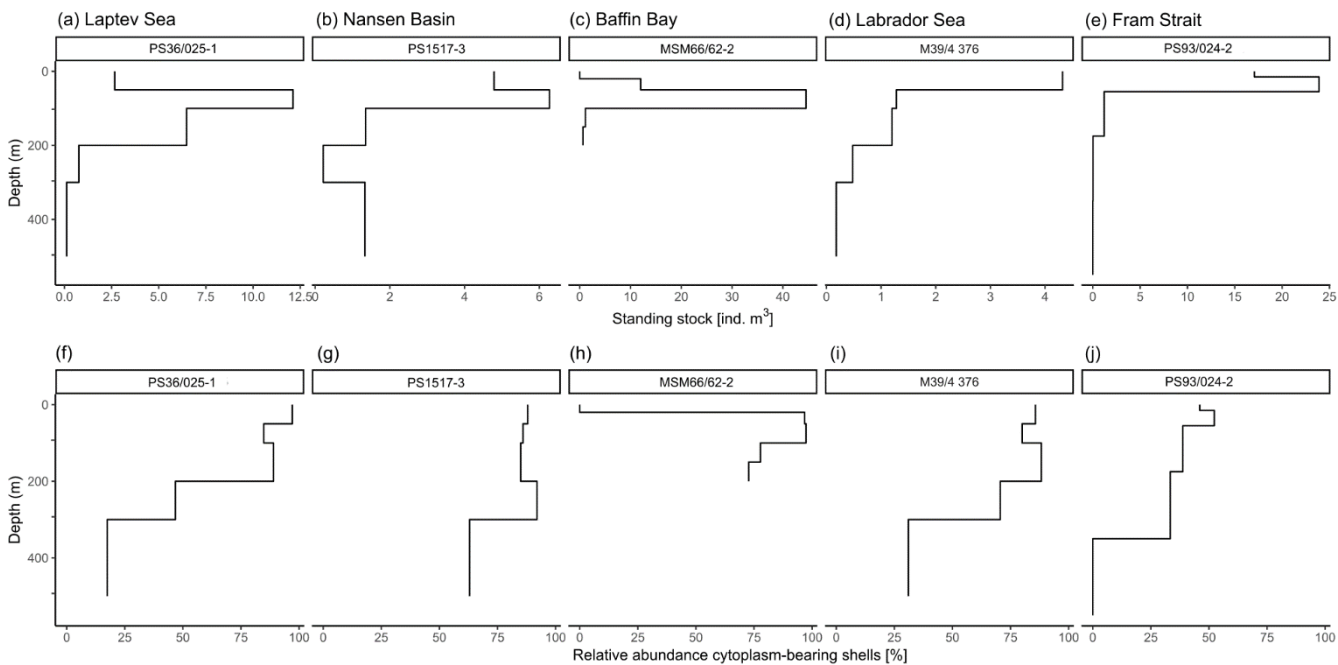 (a) Laptev Sea
(b) Nansen Basin
(c) Baffin Bay
(d) Labrador Sea
(e) Fram Strait
PS36/025-1
PS1517-3
MSM66/62-2
M39/4 376
PS93/024-2
0
200
400
Depth (m)
0.0 2.5 5.0 7.5 10.0 12.5
0 2 4 6
0 10 20 30 40
0 1 2 3 4
0 5 10 15 20 25
Standing stock [ind. m³]
(f)
(g)
(h)
(i)
(j)
PS36/025-1
PS1517-3
MSM66/62-2
M39/4 376
PS93/024-2
0
200
400
Depth (m)
0 25 50 75 100
0 25 50 75 100
0 25 50 75 100
0 25 50 75 100
0 25 50 75 100
Relative abundance cytoplasm-bearing shells [%]